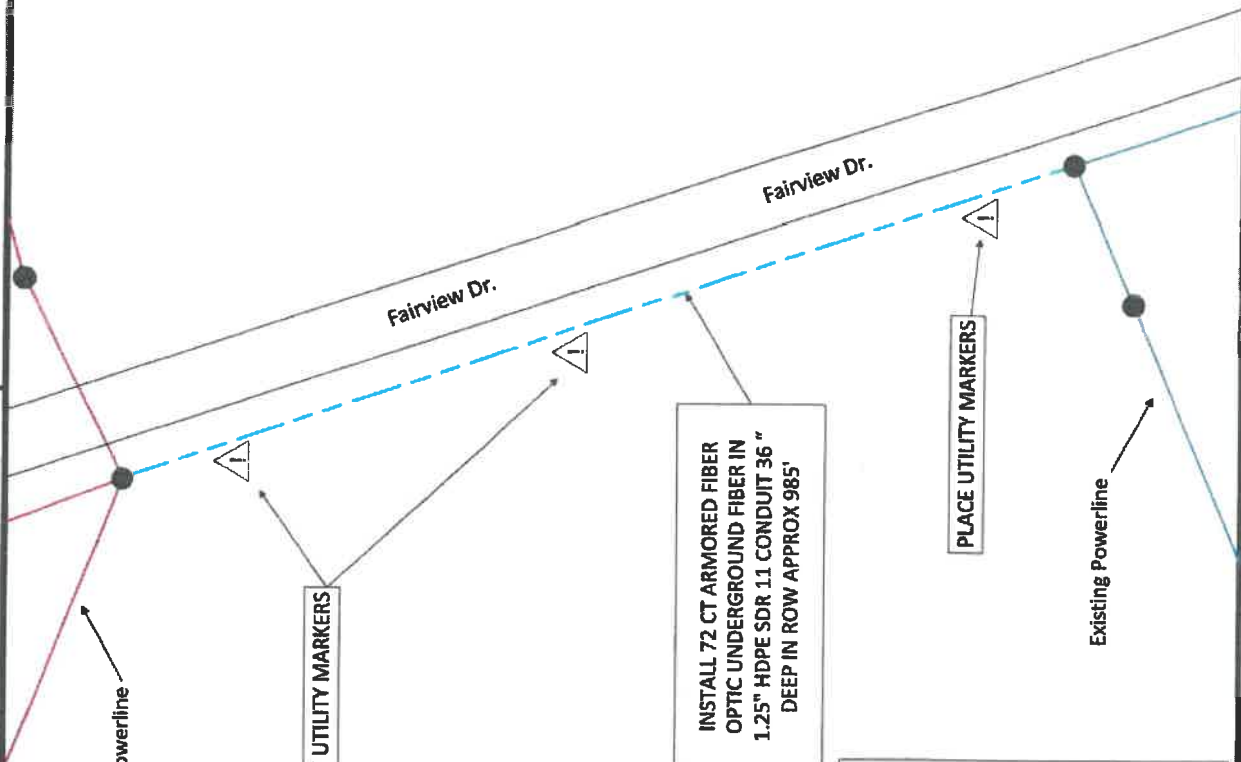 Fairview Dr.
Fairview Dr.
owerline
UTILITY MARKERS
!
!
!
INSTALL 72 CT ARMORED FIBER
OPTIC UNDERGROUND FIBER IN
1.25" HDPE SDR 11 CONDUIT 36 "
DEEP IN ROW APPROX 985'
PLACE UTILITY MARKERS
Existing Powerline